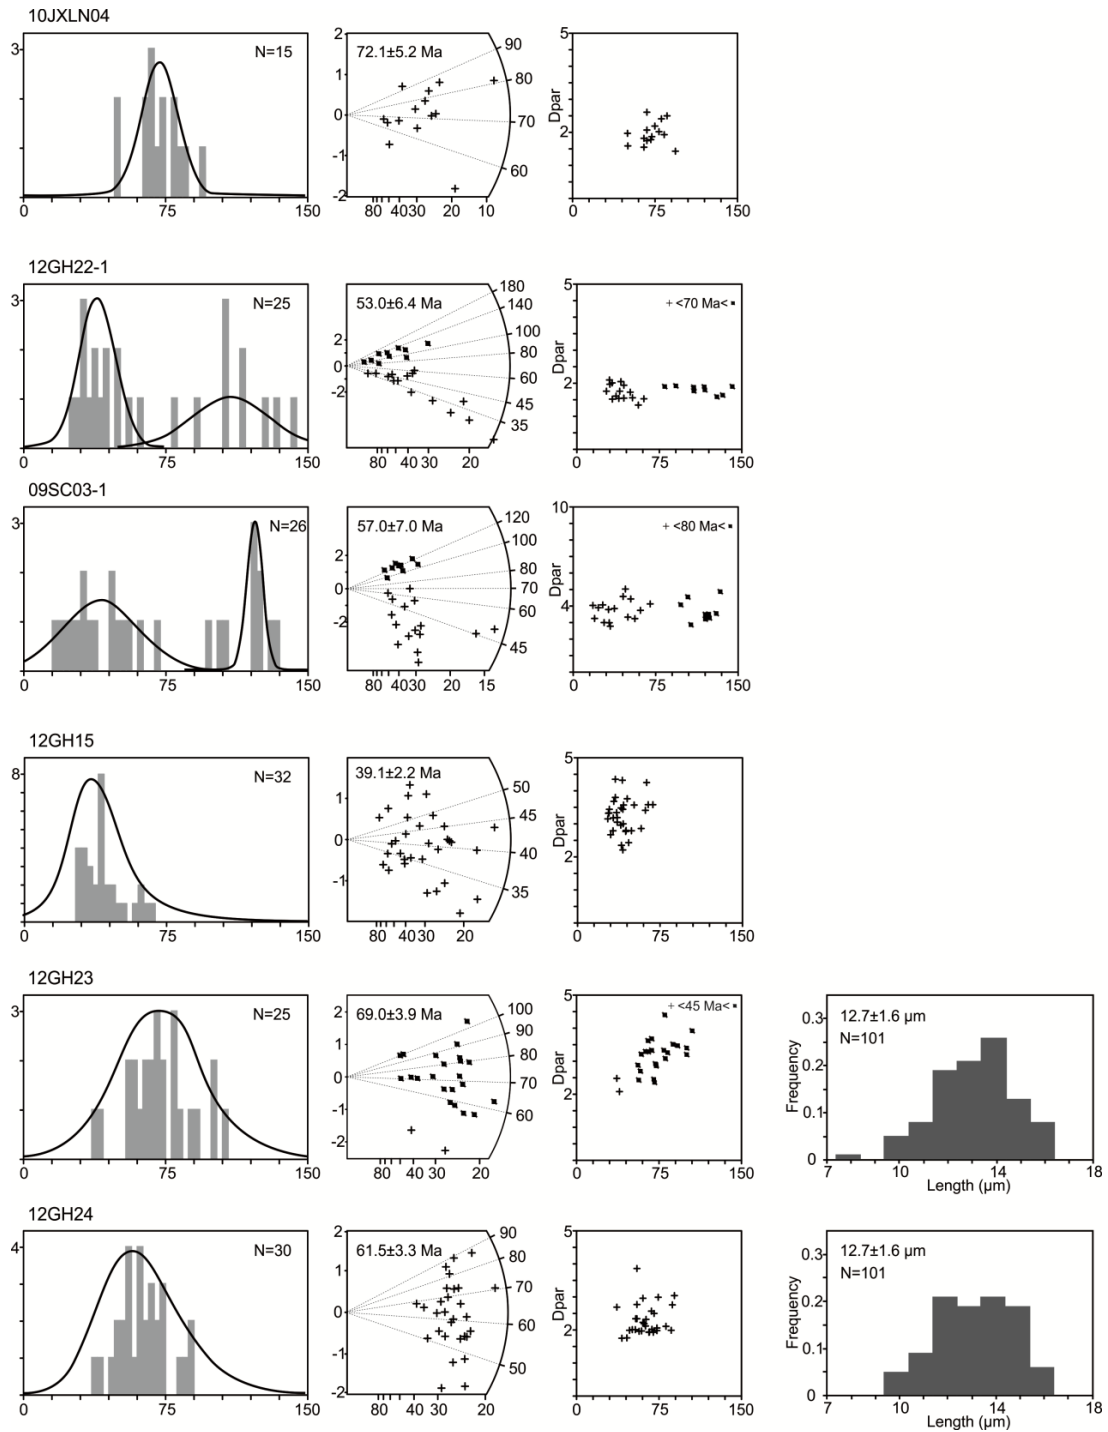 10JXLN04
3
N=15
0 75 150
72.1±5.2 Ma
2
1
0
-1
-2
90
80
70
60
80 40 30 20 10
5
2
Dpar
0 75 150
12GH22-1
3
N=25
0 75 150
53.0±6.4 Ma
2
0
-2
180
140
100
80
60
45
35
80 40 30 20
5
+ <70 Ma<
2
Dpar
0 75 150
09SC03-1
3
N=26
0 75 150
57.0±7.0 Ma
2
0
-2
120
100
80
70
60
45
80 40 30 20 15
10
+ <80 Ma<
4
Dpar
0 75 150
12GH15
8
N=32
0 75 150
39.1±2.2 Ma
1
0
-1
50
45
40
35
80 40 30 20
5
2
Dpar
0 75 150
12GH23
3
N=25
0 75 150
69.0±3.9 Ma
2
1
0
-1
-2
100
90
80
70
60
80 40 30 20
5
+ <45 Ma<
2
Dpar
0 75 150
12.7±1.6 µm
N=101
0.3
0.2
0.1
0
Frequency
7 10 14 18
Length (µm)
12GH24
4
N=30
0 75 150
61.5±3.3 Ma
2
1
0
-1
-2
90
80
70
60
50
80 40 30 20
5
2
Dpar
0 75 150
12.7±1.6 µm
N=101
0.3
0.2
0.1
0
Frequency
7 10 14 18
Length (µm)